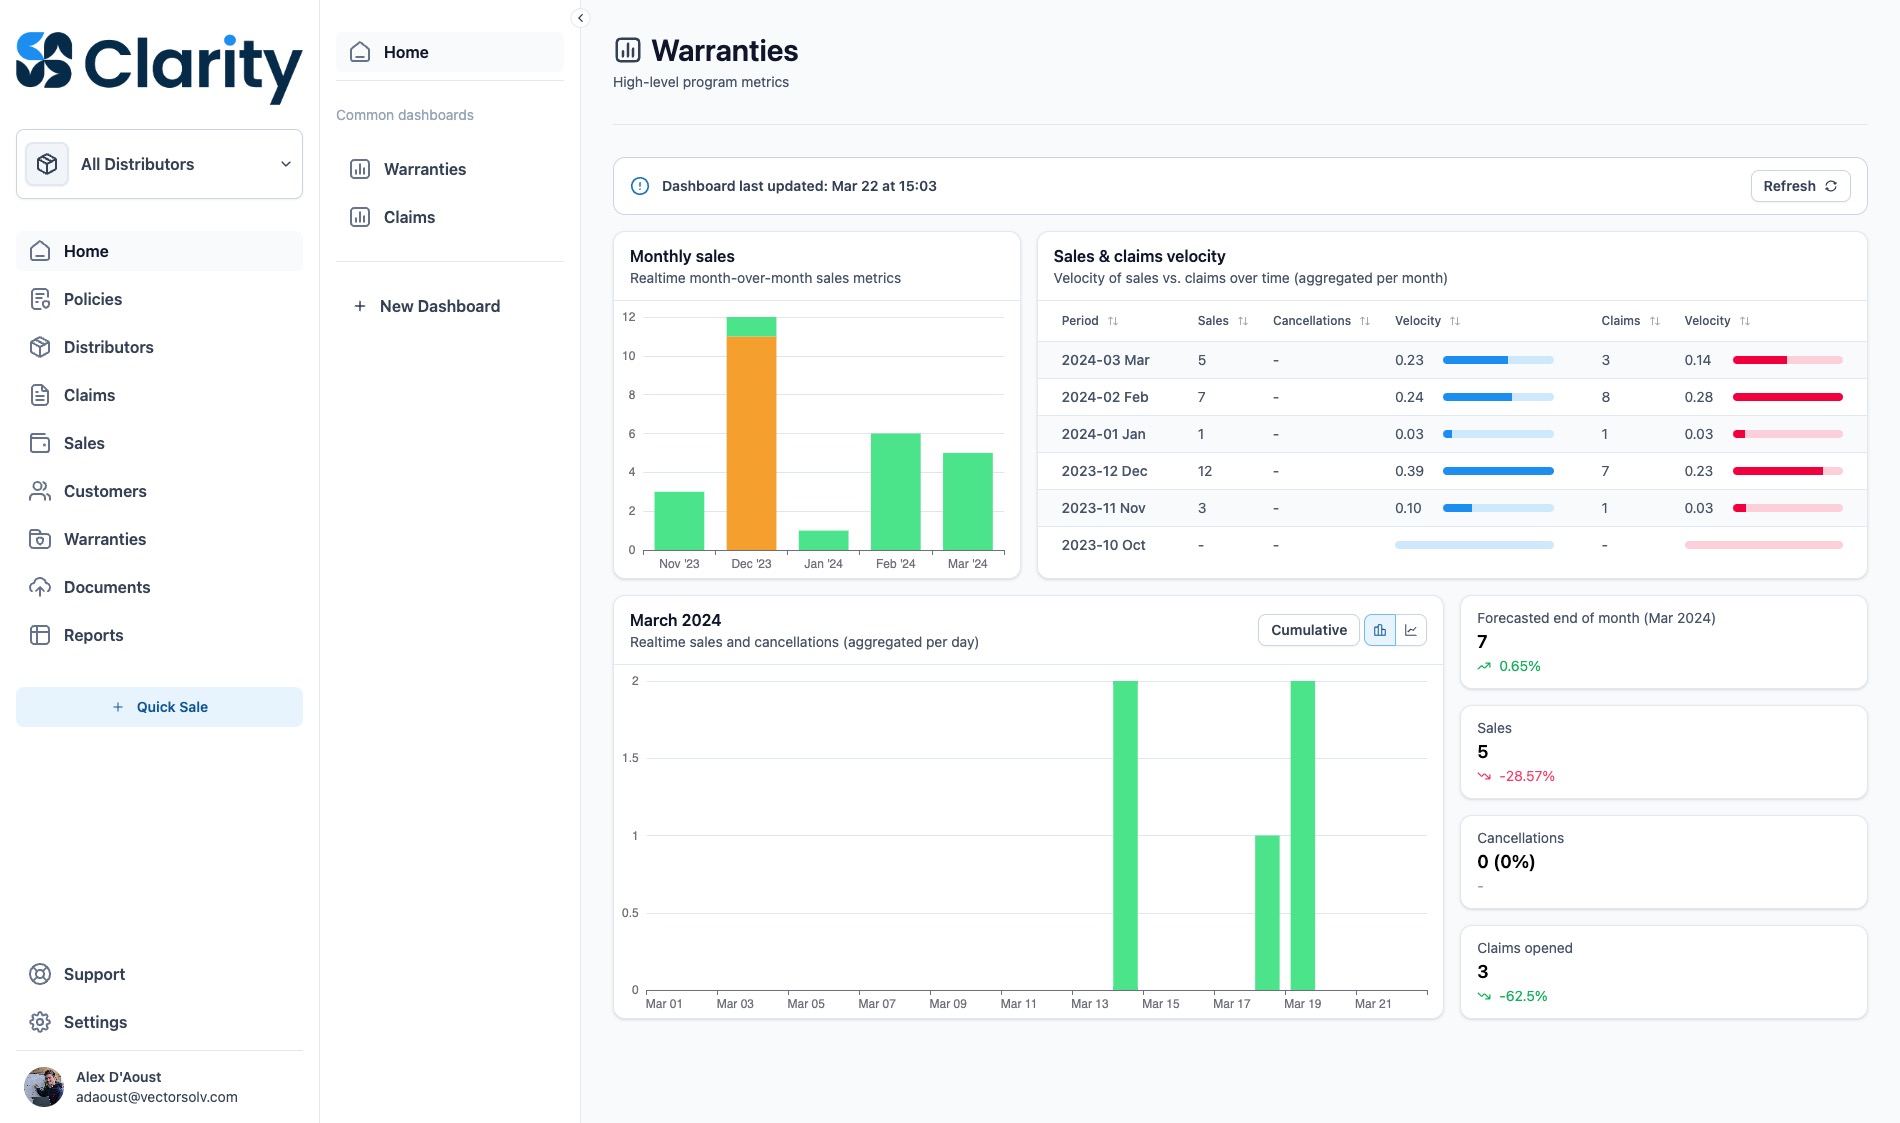 Clarity
All Distributors
Home
Policies
Distributors
Claims
Sales
Customers
Warranties
Documents
Reports
+ Quick Sale
Support
Settings
Alex D'Aoust
adaoust@vectorsolv.com
Home
Common dashboards
Warranties
Claims
+ New Dashboard
Warranties
High-level program metrics
Dashboard last updated: Mar 22 at 15:03
Refresh
Monthly sales
Realtime month-over-month sales metrics
12
10
8
6
4
2
0
Nov '23 Dec '23 Jan '24 Feb '24 Mar '24
Sales & claims velocity
Velocity of sales vs. claims over time (aggregated per month)
Period Sales Cancellations Velocity Claims Velocity
2024-03 Mar 5 - 0.23 3 0.14
2024-02 Feb 7 - 0.24 8 0.28
2024-01 Jan 1 - 0.03 1 0.03
2023-12 Dec 12 - 0.39 7 0.23
2023-11 Nov 3 - 0.10 1 0.03
2023-10 Oct - - -
March 2024
Realtime sales and cancellations (aggregated per day)
Cumulative
2
1.5
1
0.5
0
Mar 01 Mar 03 Mar 05 Mar 07 Mar 09 Mar 11 Mar 13 Mar 15 Mar 17 Mar 19 Mar 21
Forecasted end of month (Mar 2024)
7
0.65%
Sales
5
-28.57%
Cancellations
0 (0%)
-
Claims opened
3
-62.5%